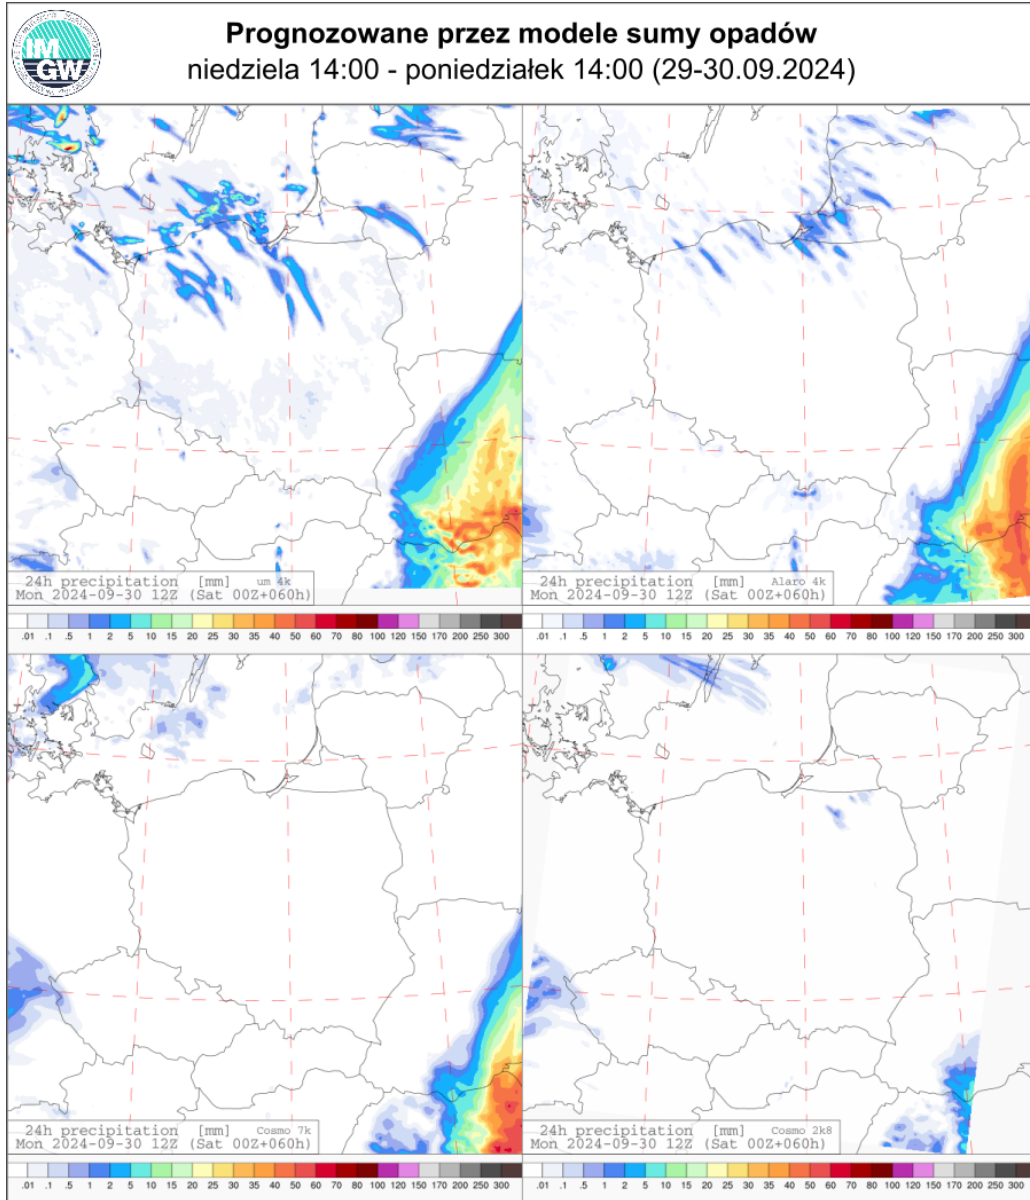 IM
GW
Prognozowane przez modele sumy opadów
niedziela 14:00 - poniedziałek 14:00 (29-30.09.2024)
24h precipitation [mm] um 4k
Mon 2024-09-30 12Z (Sat 00Z+060h)
24h precipitation [mm] Alaro 4k
Mon 2024-09-30 12Z (Sat 00Z+060h)
.01 .1 .5 1 2 5 10 15 20 25 30 35 40 50 60 70 80 100 120 150 170 200 250 300
.01 .1 .5 1 2 5 10 15 20 25 30 35 40 50 60 70 80 100 120 150 170 200 250 300
24h precipitation [mm] Cosmo 7k
Mon 2024-09-30 12Z (Sat 00Z+060h)
24h precipitation [mm] Cosmo 2k8
Mon 2024-09-30 12Z (Sat 00Z+060h)
.01 .1 .5 1 2 5 10 15 20 25 30 35 40 50 60 70 80 100 120 150 170 200 250 300
.01 .1 .5 1 2 5 10 15 20 25 30 35 40 50 60 70 80 100 120 150 170 200 250 300